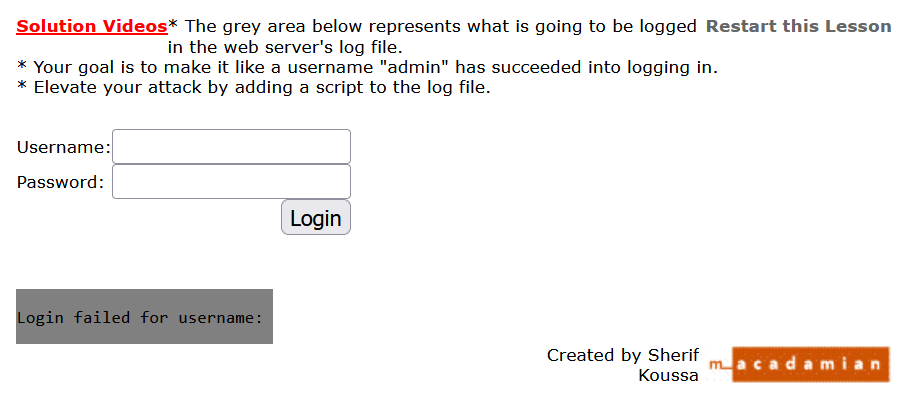 Solution Videos* The grey area below represents what is going to be logged Restart this Lesson
in the web server's log file.
* Your goal is to make it like a username "admin" has succeeded into logging in.
* Elevate your attack by adding a script to the log file.
Username:
Password:
Login
Login failed for username:
Created by Sherif
Koussa
macadamian